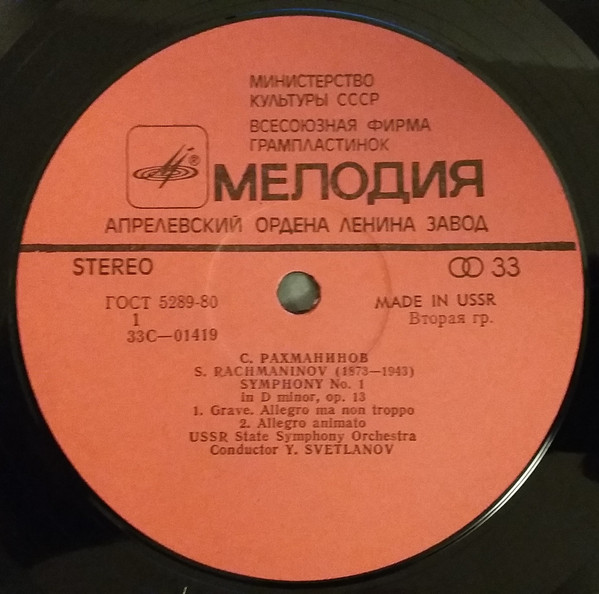 МИНИСТЕРСТВО
КУЛЬТУРЫ СССР
ВСЕСОЮЗНАЯ ФИРМА
ГРАМПЛАСТИНОК
®
МЕЛОДИЯ
АПРЕЛЕВСКИЙ ОРДЕНА ЛЕНИНА ЗАВОД
STEREO
33
ГОСТ 5289-80
MADE IN USSR
1
Вторая гр.
33С—01419
С. РАХМАНИНОВ
S. RACHMANINOV (1873—1943)
SYMPHONY No. 1
in D minor, op. 13
1. Grave. Allegro ma non troppo
2. Allegro animato
USSR State Symphony Orchestra
Conductor Y. SVETLANOV